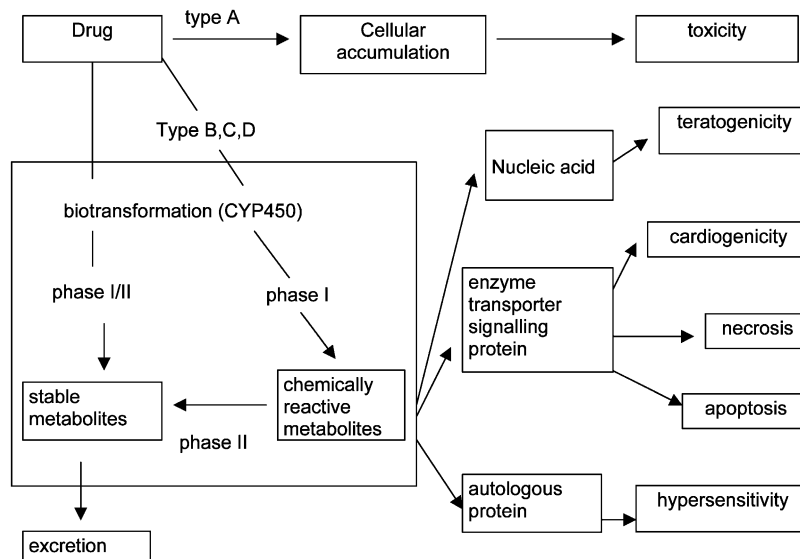 Drug
type A
Cellular
accumulation
toxicity
Type B,C,D
Nucleic acid
teratogenicity
biotransformation (CYP450)
cardiogenicity
phase I/II
phase I
enzyme
transporter
signalling
protein
necrosis
stable
metabolites
chemically
reactive
metabolites
apoptosis
phase II
autologous
protein
hypersensitivity
excretion